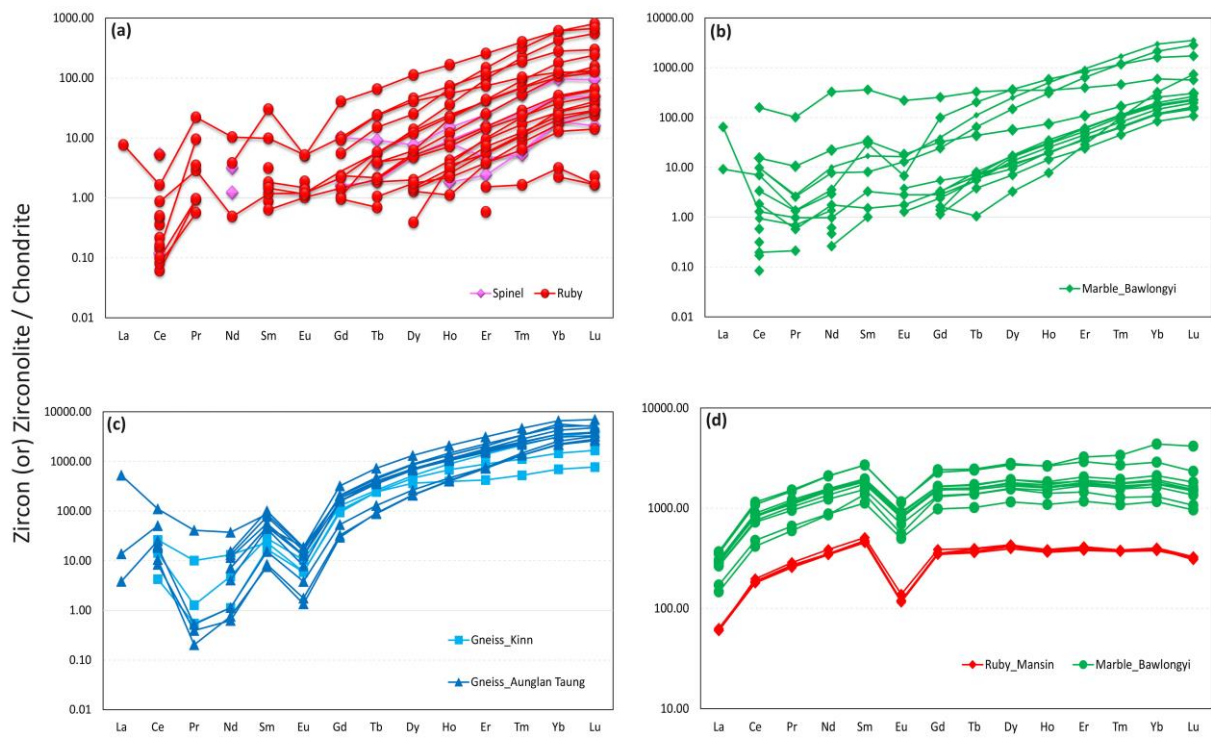 Zircon (or) Zirconolite / Chondrite
(a)
1000.00
100.00
10.00
1.00
0.10
0.01
La Ce Pr Nd Sm Eu Gd Tb Dy Ho Er Tm Yb Lu
Spinel Ruby
(b)
10000.00
1000.00
100.00
10.00
1.00
0.10
0.01
La Ce Pr Nd Sm Eu Gd Tb Dy Ho Er Tm Yb Lu
Marble_Bawlongyi
(c)
10000.00
1000.00
100.00
10.00
1.00
0.10
0.01
La Ce Pr Nd Sm Eu Gd Tb Dy Ho Er Tm Yb Lu
Gneiss_Kinn
Gneiss_Aunglan Taung
(d)
10000.00
1000.00
100.00
10.00
La Ce Pr Nd Sm Eu Gd Tb Dy Ho Er Tm Yb Lu
Ruby_Mansin Marble_Bawlongyi